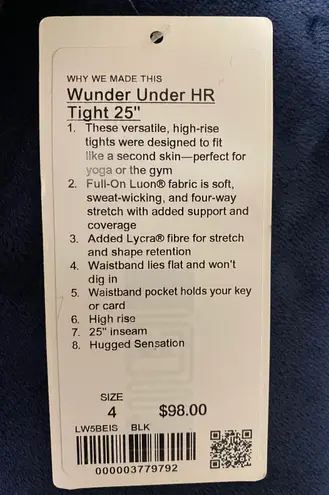 WHY WE MADE THIS
Wunder Under HR
Tight 25"
1. These versatile, high-rise
tights were designed to fit
like a second skin—perfect for
yoga or the gym
2. Full-On Luon® fabric is soft,
sweat-wicking, and four-way
stretch with added support and
coverage
3. Added Lycra® fibre for stretch
and shape retention
4. Waistband lies flat and won't
dig in
5. Waistband pocket holds your key
or card
6. High rise
7. 25" inseam
8. Hugged Sensation
SIZE
4 $98.00
LW5BEIS BLK
000003779792